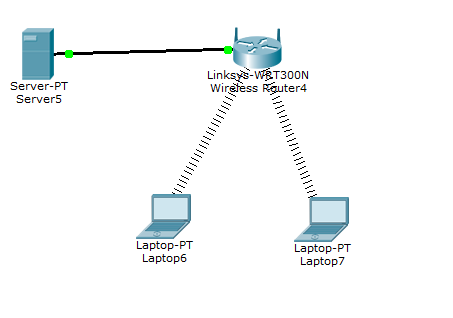 Server-PT
Server5
Linksys-WRT300N
Wireless Router4
Laptop-PT
Laptop6
Laptop-PT
Laptop7